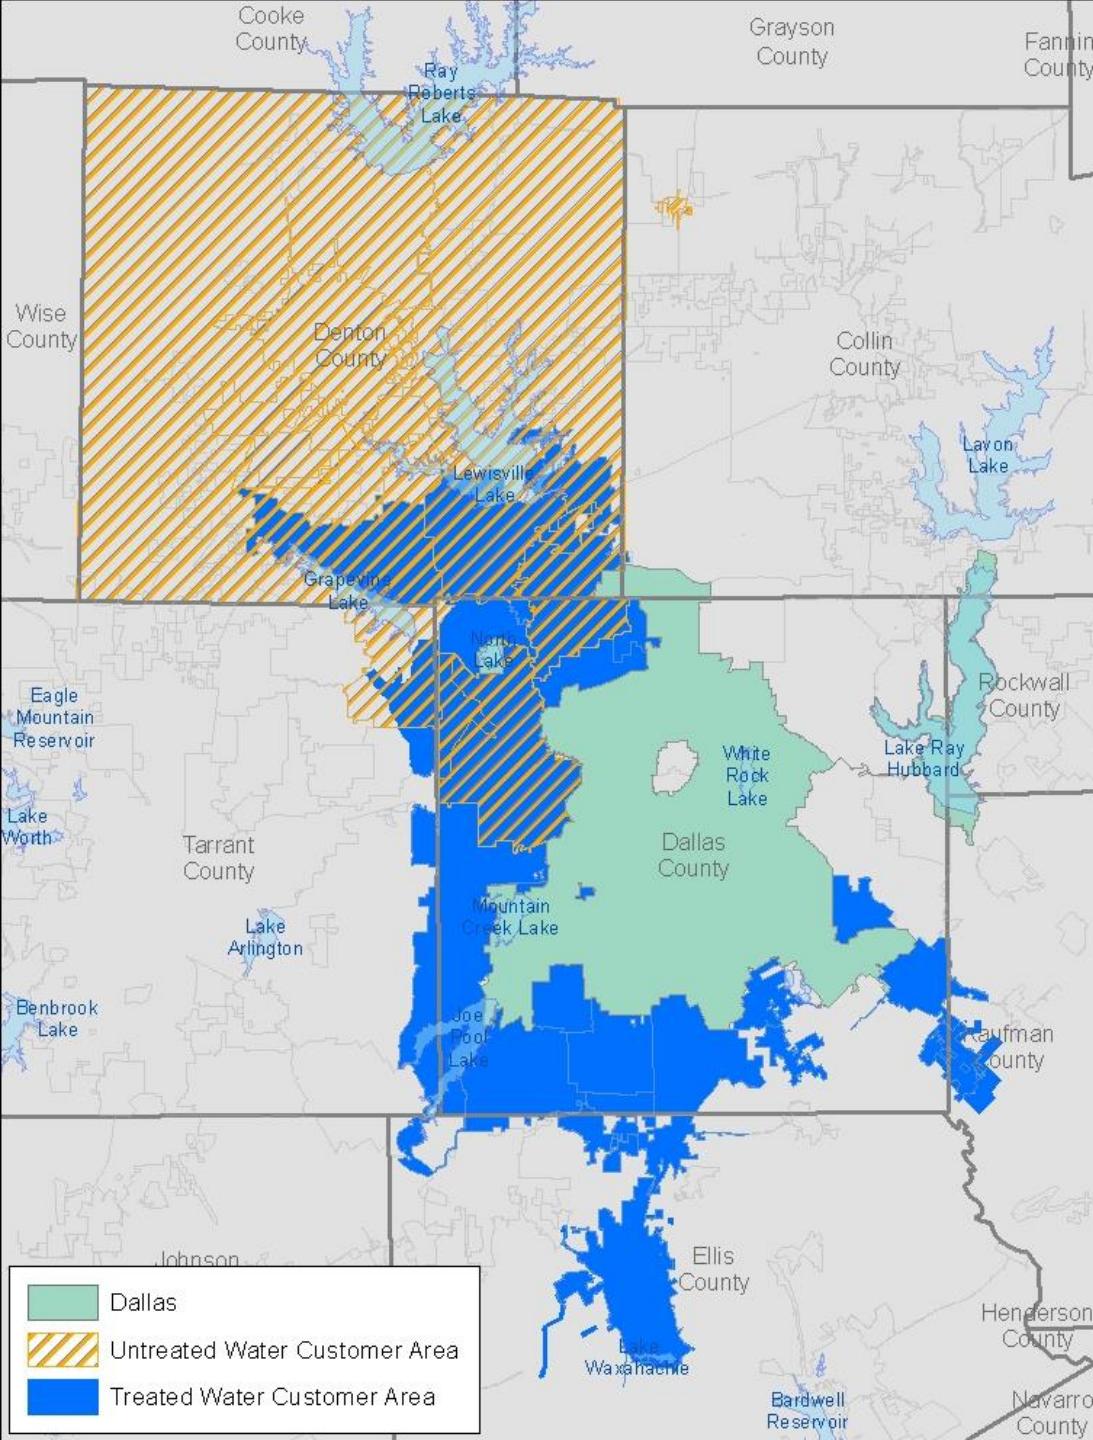 Cooke
County
Grayson
County
Fannin
County
Ray
Roberts
Lake
Wise
County
Denton
County
Collin
County
Lavon
Lake
Lewisville
Lake
Grapevine
Lake
North
Lake
Eagle
Mountain
Reservoir
Rockwall
County
Lake Ray
Hubbard
White
Rock
Lake
Lake
Worth
Tarrant
County
Dallas
County
Mountain
Creek Lake
Lake
Arlington
Benbrook
Lake
Joe
Pool
Lake
Kaufman
County
Johnson
Ellis
County
Henderson
County
Lake
Waxahachie
Bardwell
Reservoir
Navarro
County
Dallas
Untreated Water Customer Area
Treated Water Customer Area